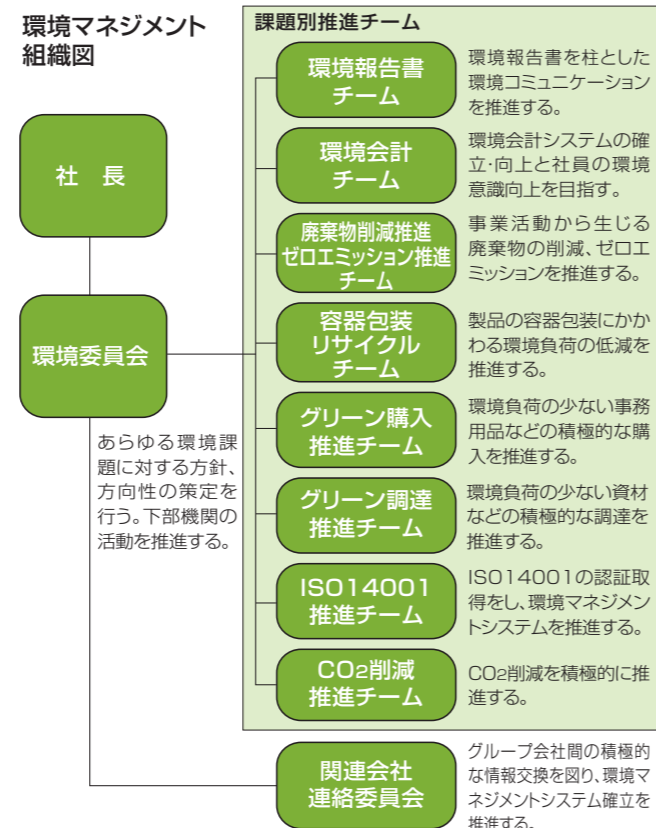 環境マネジメント
組織図
社　長
環境委員会
あらゆる環境課
題に対する方針、
方向性の策定を
行う。下部機関の
活動を推進する。
課題別推進チーム
環境報告書
チーム
環境報告書を柱とした
環境コミュニケーション
を推進する。
環境会計
チーム
環境会計システムの確
立・向上と社員の環境
意識向上を目指す。
廃棄物削減推進
ゼロエミッション推進
チーム
事業活動から生じる
廃棄物の削減、ゼロエ
ミッションを推進する。
容器包装
リサイクル
チーム
製品の容器包装にかか
わる環境負荷の低減を
推進する。
グリーン購入
推進チーム
環境負荷の少ない事務
用品などの積極的な購
入を推進する。
グリーン調達
推進チーム
環境負荷の少ない資材
などの積極的な調達を
推進する。
ISO14001
推進チーム
ISO14001の認証取
得をし、環境マネジメン
トシステムを推進する。
CO2削減
推進チーム
CO2削減を積極的に推
進する。
関連会社
連絡委員会
グループ会社間の積極的
な情報交換を図り、環境マ
ネジメントシステム確立を
推進する。